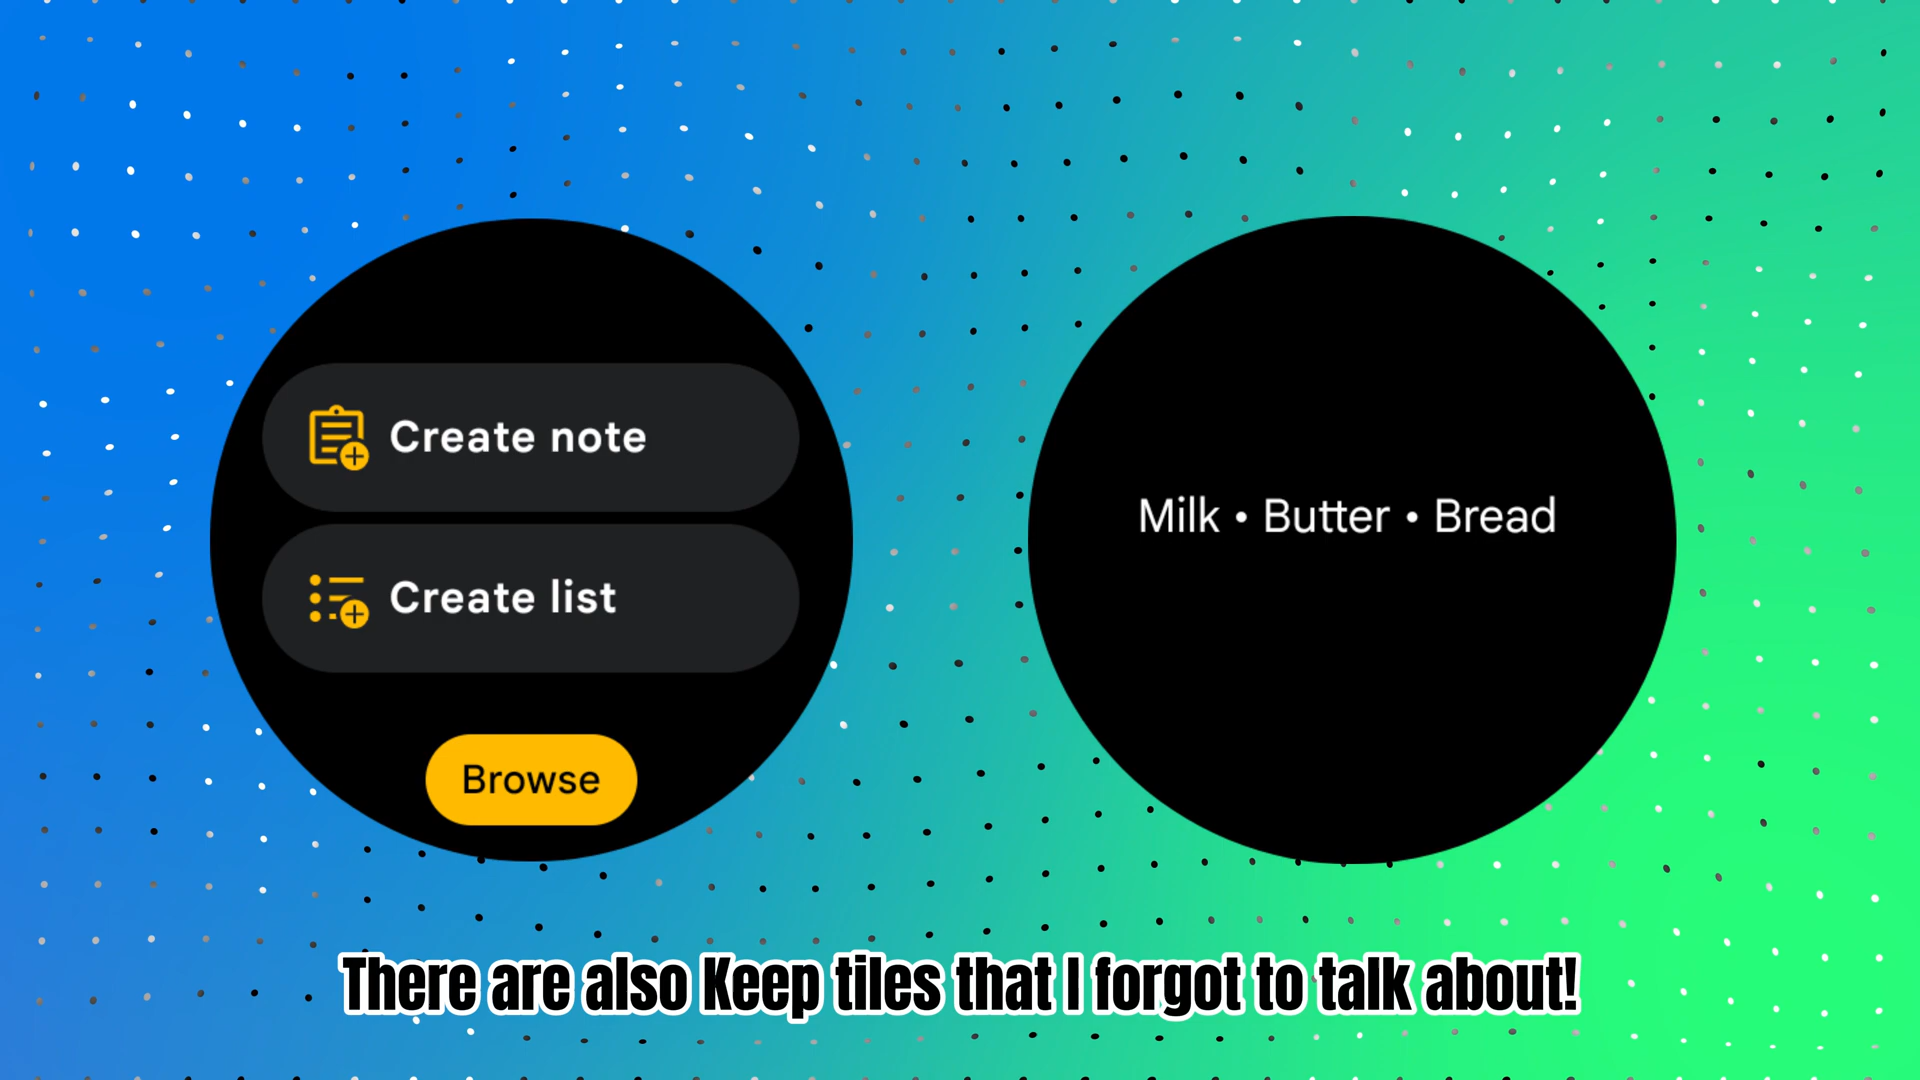 Create note
Create list
Browse
Milk • Butter • Bread
There are also Keep tiles that I forgot to talk about!